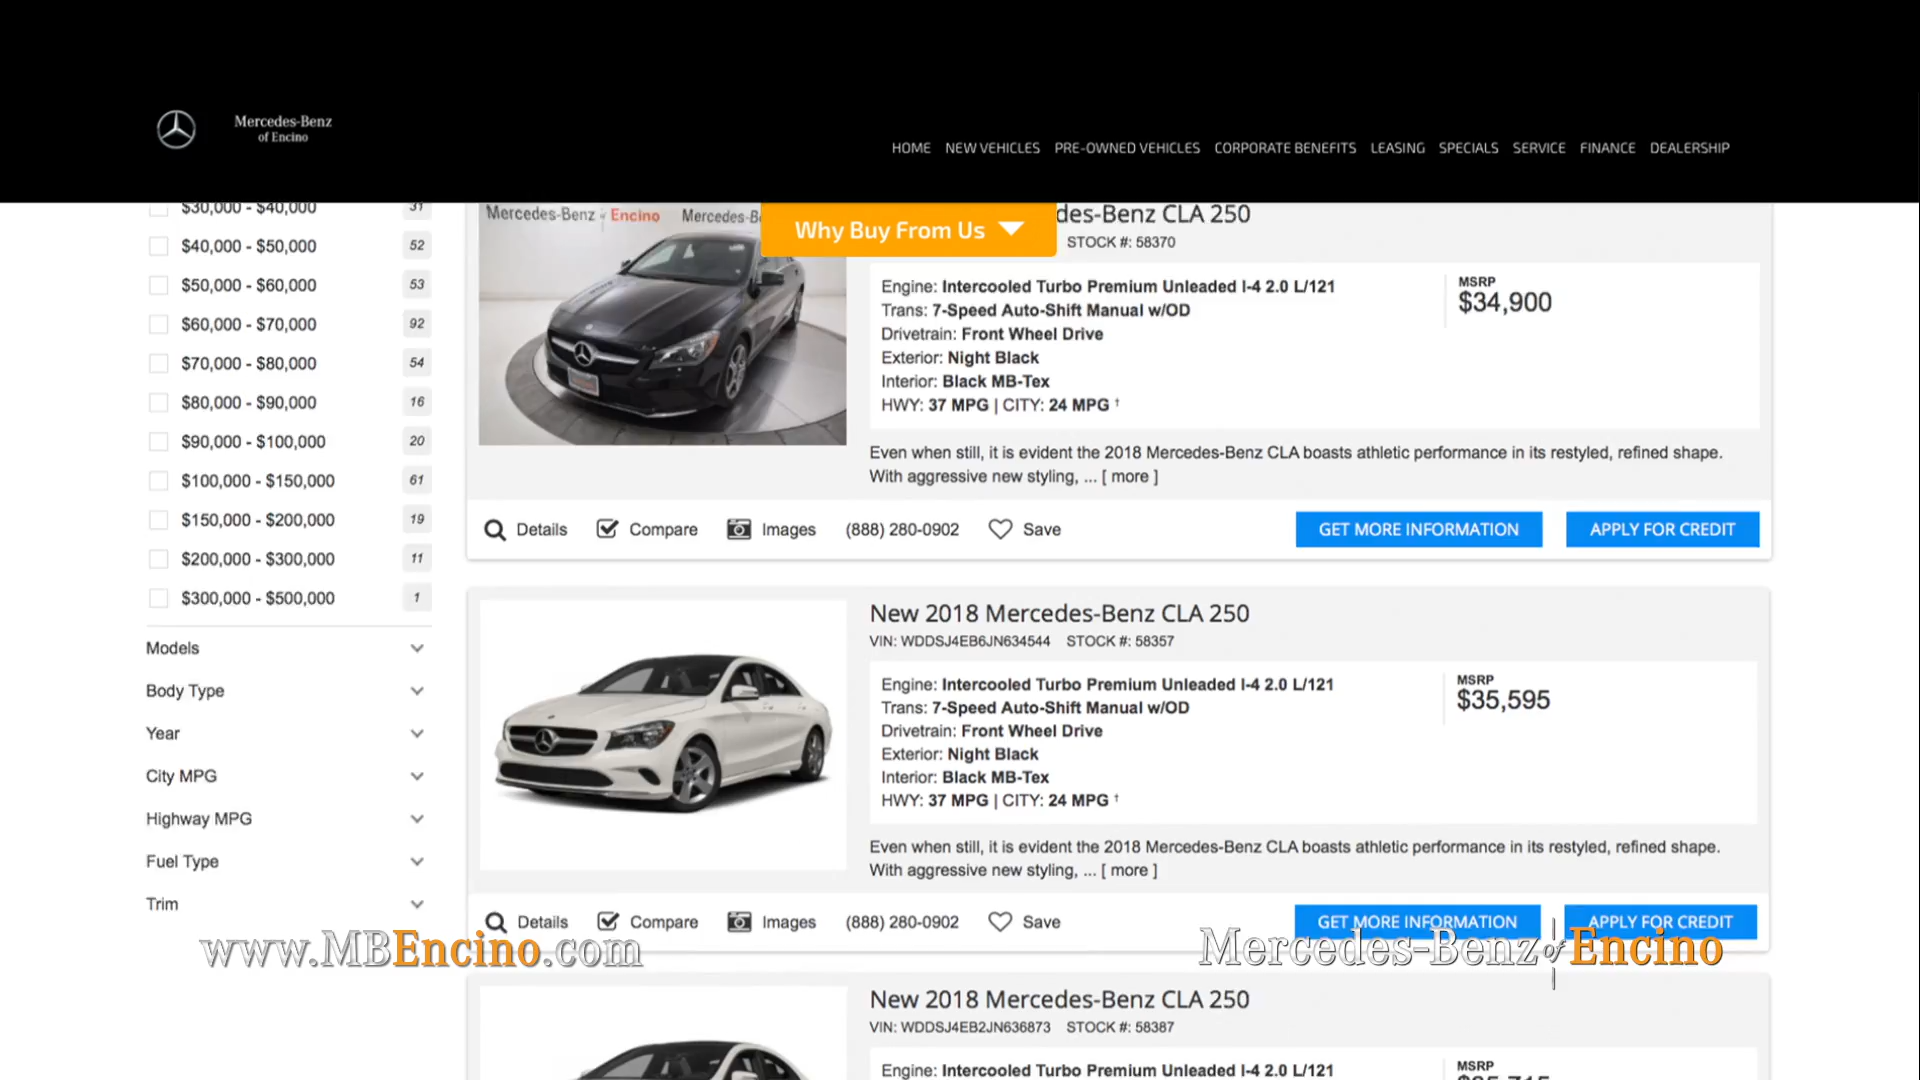 Mercedes-Benz
of Encino
HOME NEW VEHICLES PRE-OWNED VEHICLES CORPORATE BENEFITS LEASING SPECIALS SERVICE FINANCE DEALERSHIP
$30,000 - $40,000 31
$40,000 - $50,000 52
$50,000 - $60,000 53
$60,000 - $70,000 92
$70,000 - $80,000 54
$80,000 - $90,000 16
$90,000 - $100,000 20
$100,000 - $150,000 61
$150,000 - $200,000 19
$200,000 - $300,000 11
$300,000 - $500,000 1
Models
Body Type
Year
City MPG
Highway MPG
Fuel Type
Trim
Mercedes-Benz of Encino Mercedes-B
Why Buy From Us
des-Benz CLA 250
STOCK #: 58370
Engine: Intercooled Turbo Premium Unleaded I-4 2.0 L/121
Trans: 7-Speed Auto-Shift Manual w/OD
Drivetrain: Front Wheel Drive
Exterior: Night Black
Interior: Black MB-Tex
HWY: 37 MPG | CITY: 24 MPG †
MSRP
$34,900
Even when still, it is evident the 2018 Mercedes-Benz CLA boasts athletic performance in its restyled, refined shape.
With aggressive new styling, ... [ more ]
Details Compare Images (888) 280-0902 Save GET MORE INFORMATION APPLY FOR CREDIT
New 2018 Mercedes-Benz CLA 250
VIN: WDDSJ4EB6JN634544 STOCK #: 58357
Engine: Intercooled Turbo Premium Unleaded I-4 2.0 L/121
Trans: 7-Speed Auto-Shift Manual w/OD
Drivetrain: Front Wheel Drive
Exterior: Night Black
Interior: Black MB-Tex
HWY: 37 MPG | CITY: 24 MPG †
MSRP
$35,595
Even when still, it is evident the 2018 Mercedes-Benz CLA boasts athletic performance in its restyled, refined shape.
With aggressive new styling, ... [ more ]
Details Compare Images (888) 280-0902 Save GET MORE INFORMATION APPLY FOR CREDIT
www.MBEncino.com
Mercedes-Benz of Encino
New 2018 Mercedes-Benz CLA 250
VIN: WDDSJ4EB2JN636873 STOCK #: 58387
Engine: Intercooled Turbo Premium Unleaded I-4 2.0 L/121
MSRP